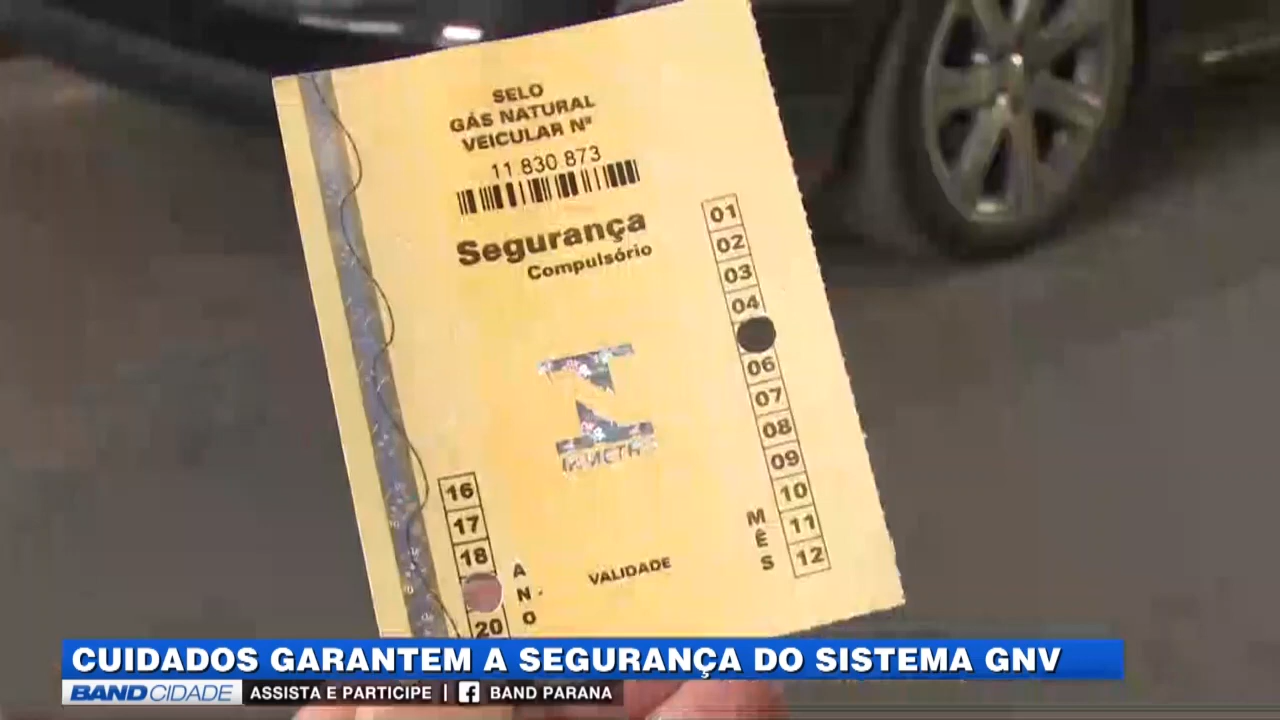 SELO
GÁS NATURAL
VEICULAR Nº
11.830.873
Segurança
Compulsório
01
02
03
04
06
07
08
09
10
11
12
MÊS
INMETRO
16
17
18
20
ANO
VALIDADE
CUIDADOS GARANTEM A SEGURANÇA DO SISTEMA GNV
BANDCIDADE ASSISTA E PARTICIPE | f BAND PARANA